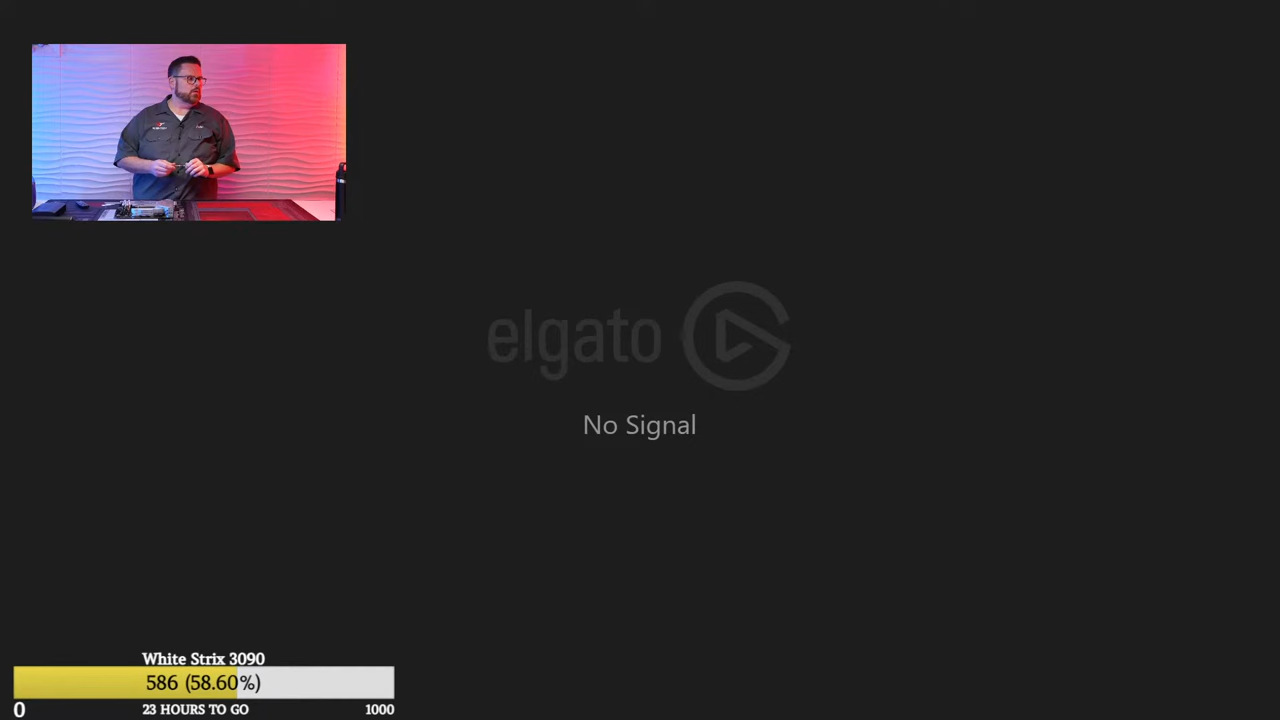 elgato
No Signal
White Strix 3090
586 (58.60%)
0 23 HOURS TO GO 1000